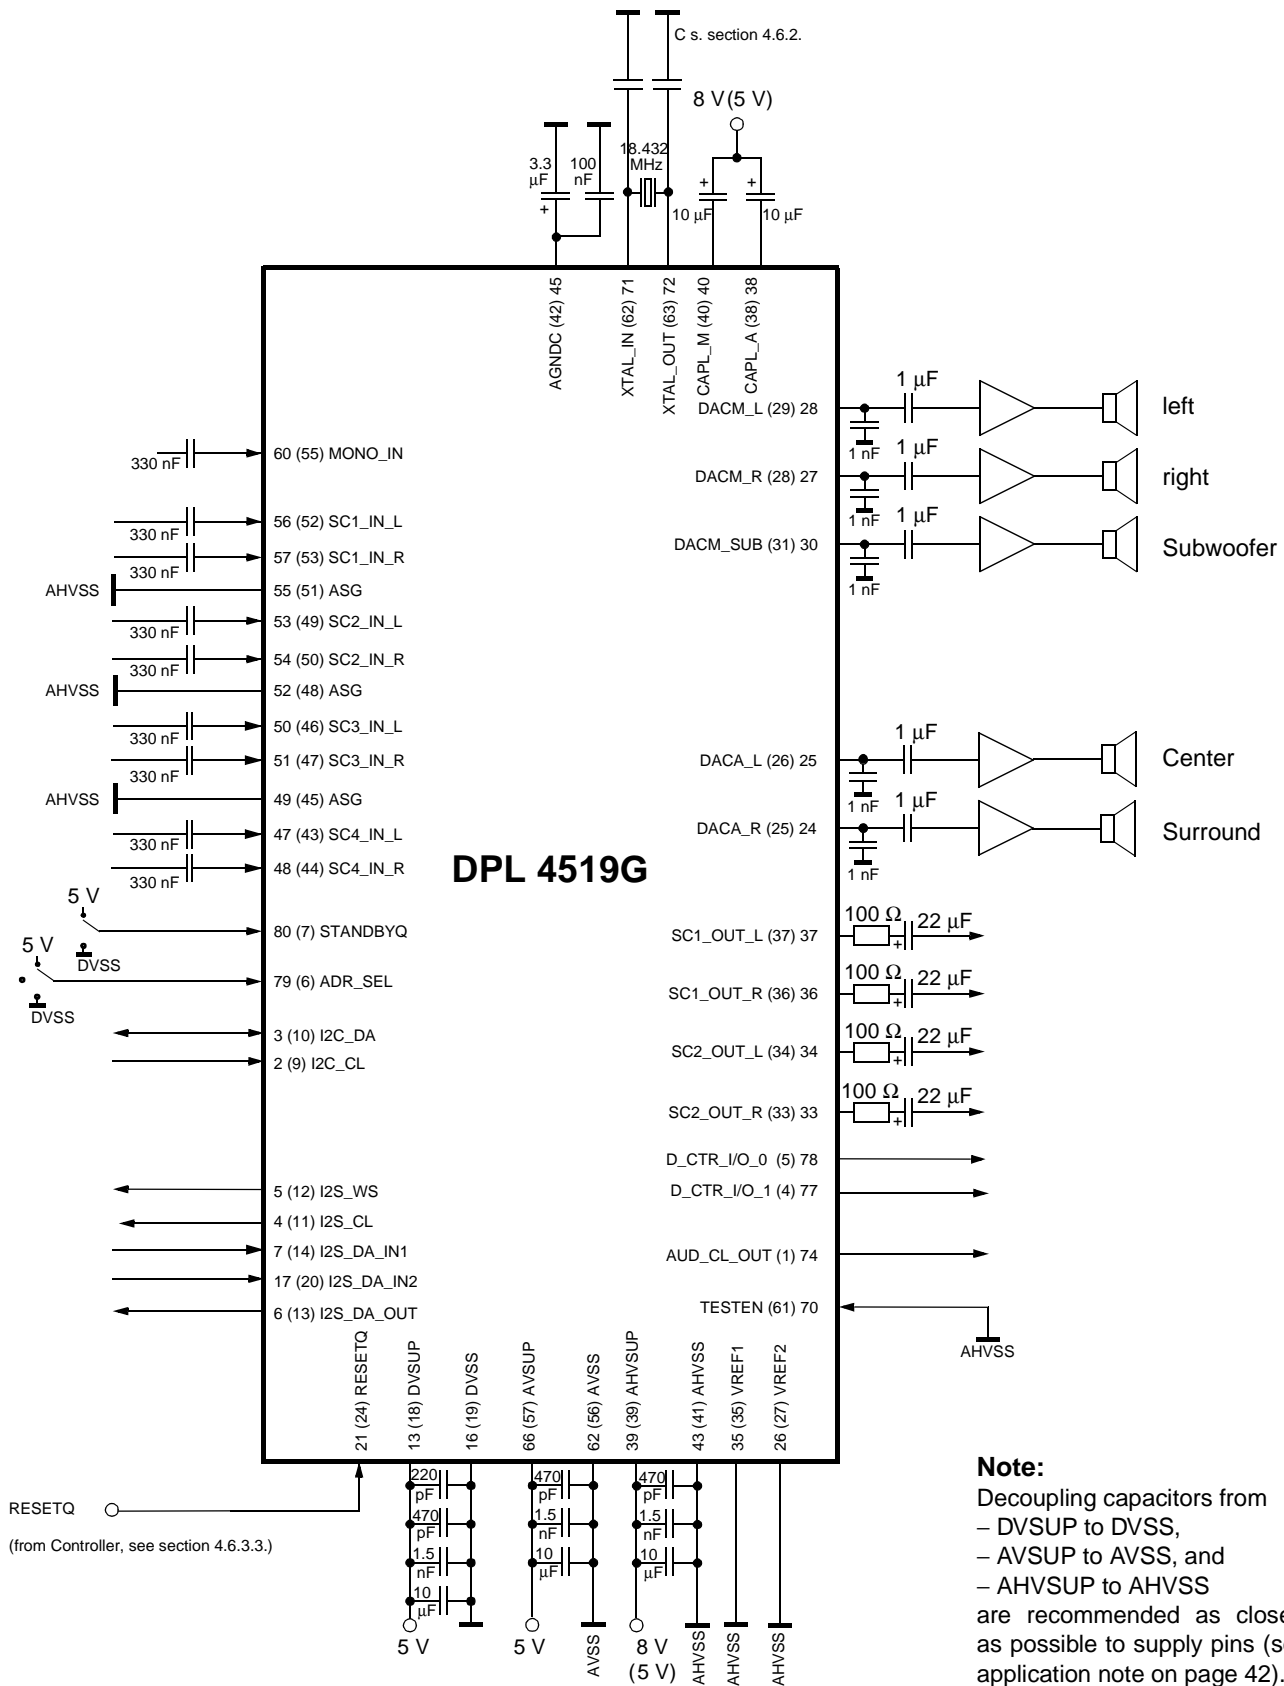 C s. section 4.6.2.
8 V (5 V)
18.432
MHz
3.3
µF
+
100
nF
+
10 µF
+
10 µF
AGNDC (42) 45
XTAL_IN (62) 71
XTAL_OUT (63) 72
CAPL_M (40) 40
CAPL_A (38) 38
330 nF
60 (55) MONO_IN
330 nF
56 (52) SC1_IN_L
330 nF
57 (53) SC1_IN_R
AHVSS
55 (51) ASG
330 nF
53 (49) SC2_IN_L
330 nF
54 (50) SC2_IN_R
AHVSS
52 (48) ASG
330 nF
50 (46) SC3_IN_L
330 nF
51 (47) SC3_IN_R
AHVSS
49 (45) ASG
330 nF
47 (43) SC4_IN_L
330 nF
48 (44) SC4_IN_R
5 V
DVSS
80 (7) STANDBYQ
5 V
DVSS
79 (6) ADR_SEL
3 (10) I2C_DA
2 (9) I2C_CL
5 (12) I2S_WS
4 (11) I2S_CL
7 (14) I2S_DA_IN1
17 (20) I2S_DA_IN2
6 (13) I2S_DA_OUT
DPL 4519G
DACM_L (29) 28
1 µF
1 nF
left
DACM_R (28) 27
1 µF
1 nF
right
DACM_SUB (31) 30
1 µF
1 nF
Subwoofer
DACA_L (26) 25
1 µF
1 nF
Center
DACA_R (25) 24
1 µF
1 nF
Surround
SC1_OUT_L (37) 37
100 Ω
+
22 µF
SC1_OUT_R (36) 36
100 Ω
+
22 µF
SC2_OUT_L (34) 34
100 Ω
+
22 µF
SC2_OUT_R (33) 33
100 Ω
+
22 µF
D_CTR_I/O_0 (5) 78
D_CTR_I/O_1 (4) 77
AUD_CL_OUT (1) 74
TESTEN (61) 70
AHVSS
21 (24) RESETQ
13 (18) DVSUP
16 (19) DVSS
66 (57) AVSUP
62 (56) AVSS
39 (39) AHVSUP
43 (41) AHVSS
35 (35) VREF1
26 (27) VREF2
RESETQ
(from Controller, see section 4.6.3.3.)
220
pF
470
pF
1.5
nF
10
µF
5 V
470
pF
1.5
nF
10
µF
5 V
AVSS
470
pF
1.5
nF
10
µF
8 V
(5 V)
AHVSS
AHVSS
AHVSS
Note:
Decoupling capacitors from
– DVSUP to DVSS,
– AVSUP to AVSS, and
– AHVSUP to AHVSS
are recommended as close
as possible to supply pins (se
application note on page 42).